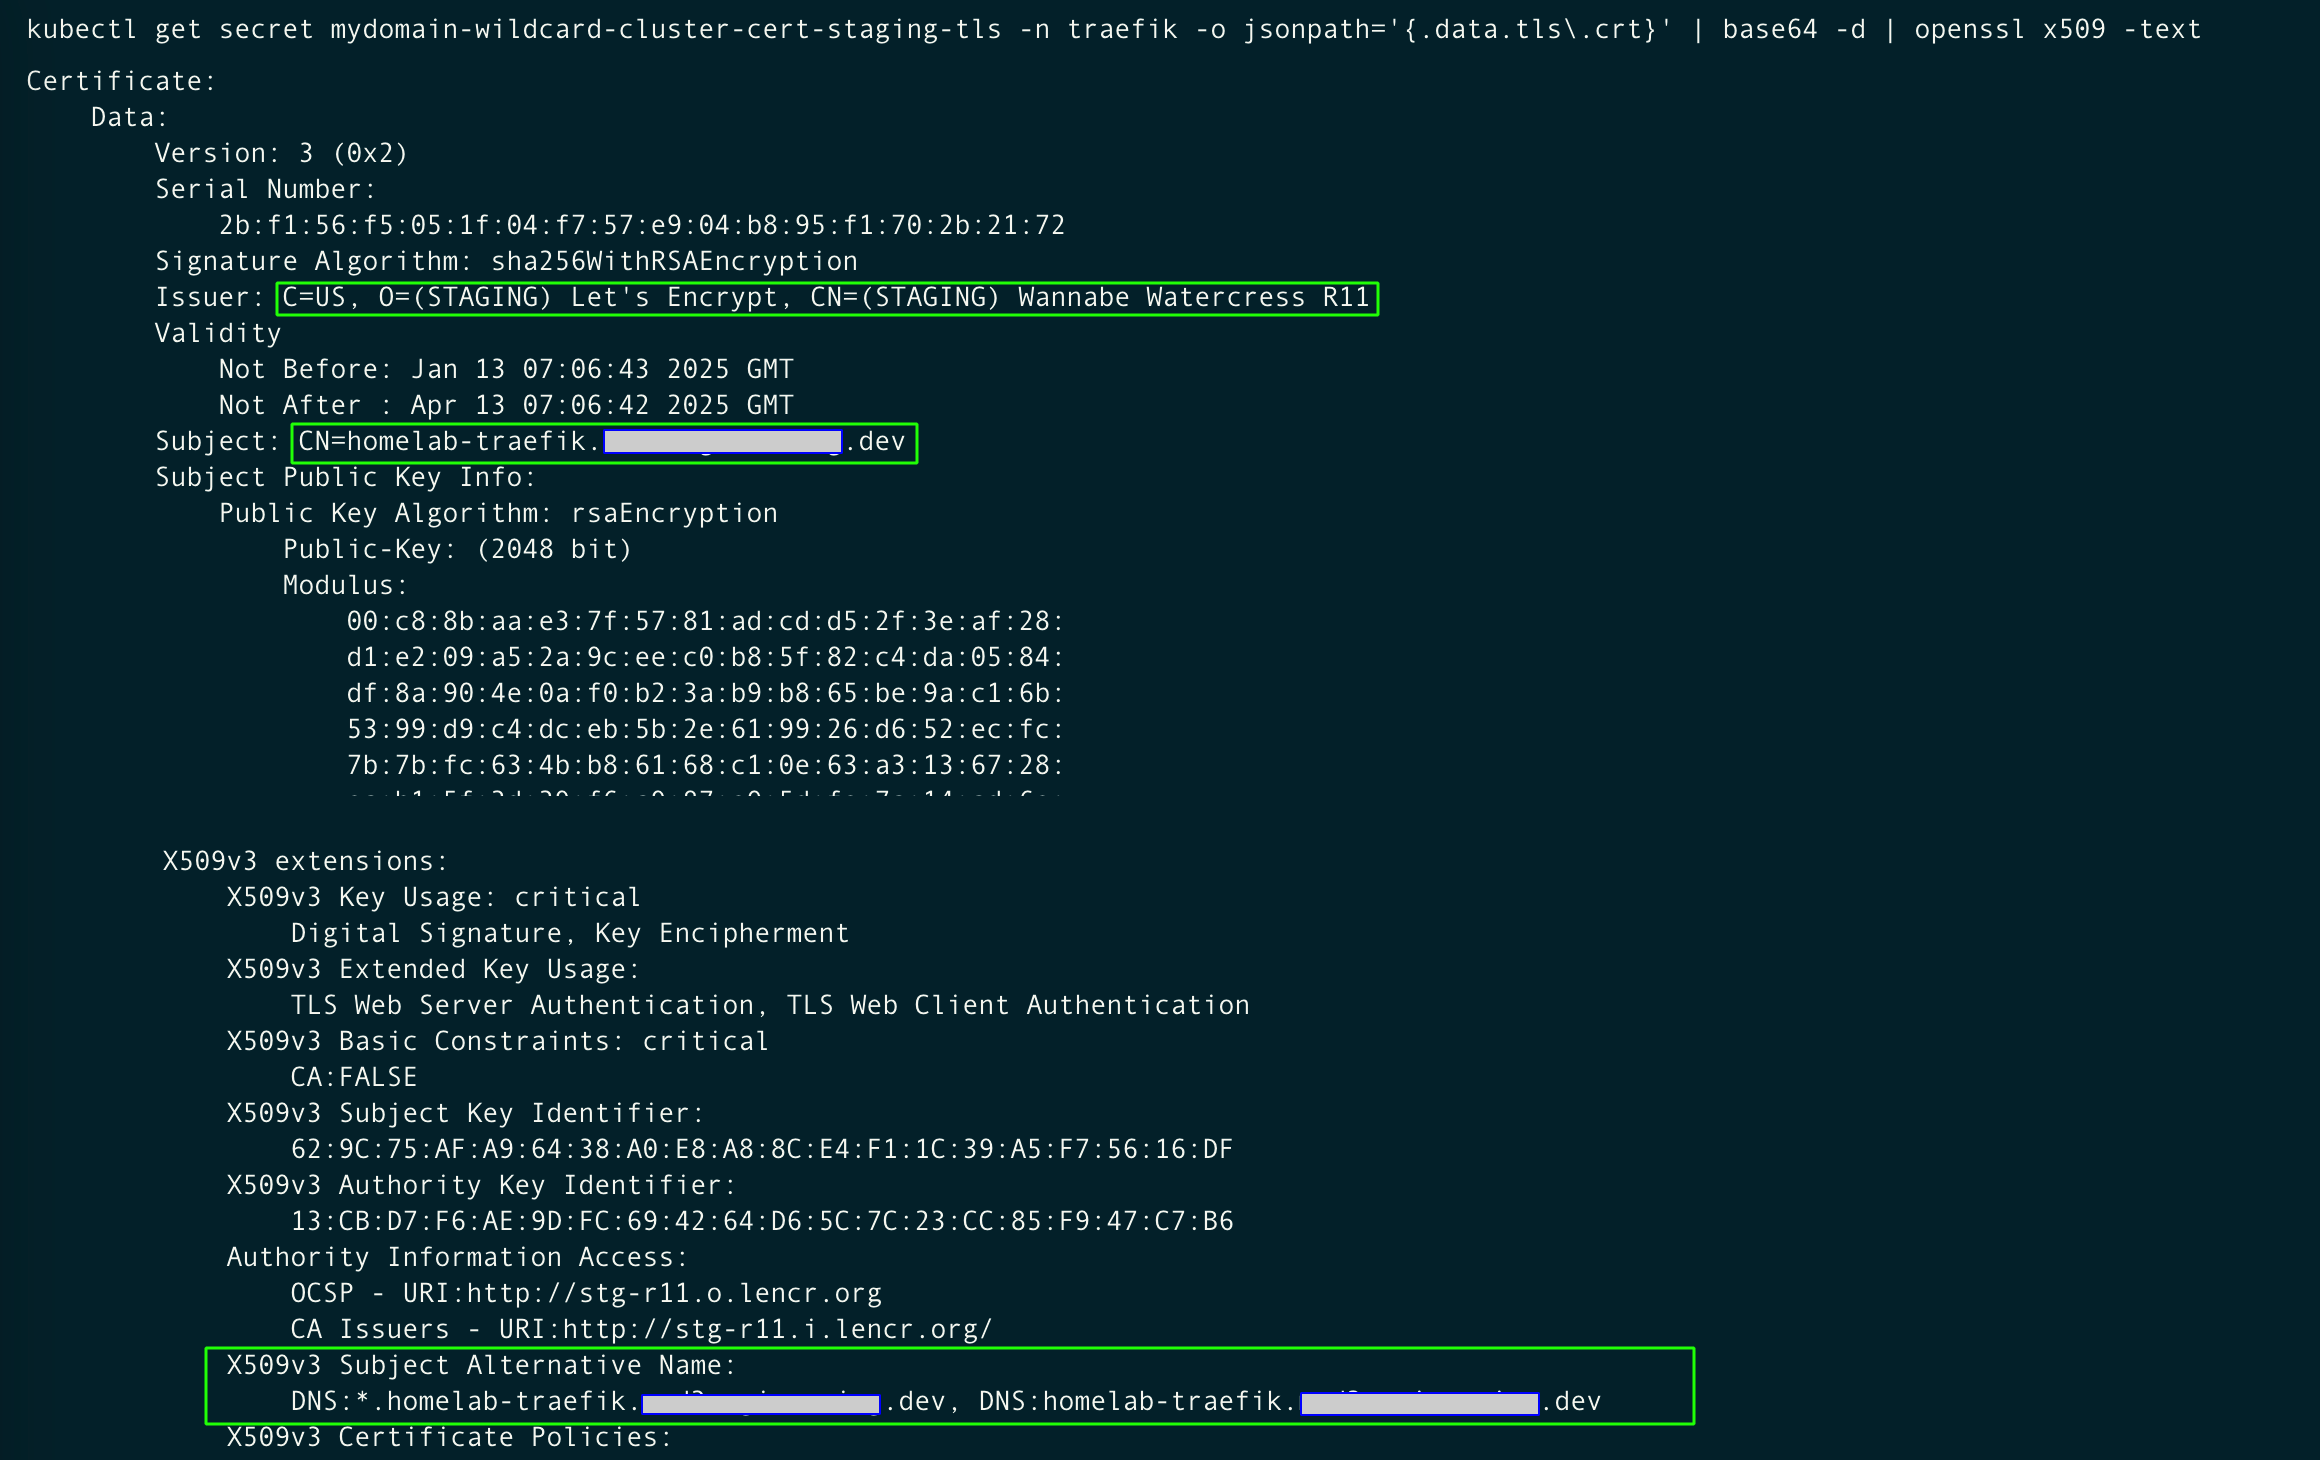 kubectl get secret mydomain-wildcard-cluster-cert-staging-tls -n traefik -o jsonpath='{.data.tls\.crt}' | base64 -d | openssl x509 -text
Certificate:
Data:
Version: 3 (0x2)
Serial Number:
2b:f1:56:f5:05:1f:04:f7:57:e9:04:b8:95:f1:70:2b:21:72
Signature Algorithm: sha256WithRSAEncryption
Issuer: C=US, O=(STAGING) Let's Encrypt, CN=(STAGING) Wannabe Watercress R11
Validity
Not Before: Jan 13 07:06:43 2025 GMT
Not After : Apr 13 07:06:42 2025 GMT
Subject: CN=homelab-traefik. .dev
Subject Public Key Info:
Public Key Algorithm: rsaEncryption
Public-Key: (2048 bit)
Modulus:
00:c8:8b:aa:e3:7f:57:81:ad:cd:d5:2f:3e:af:28:
d1:e2:09:a5:2a:9c:ee:c0:b8:5f:82:c4:da:05:84:
df:8a:90:4e:0a:f0:b2:3a:b9:b8:65:be:9a:c1:6b:
53:99:d9:c4:dc:eb:5b:2e:61:99:26:d6:52:ec:fc:
7b:7b:fc:63:4b:b8:61:68:c1:0e:63:a3:13:67:28:
X509v3 extensions:
X509v3 Key Usage: critical
Digital Signature, Key Encipherment
X509v3 Extended Key Usage:
TLS Web Server Authentication, TLS Web Client Authentication
X509v3 Basic Constraints: critical
CA:FALSE
X509v3 Subject Key Identifier:
62:9C:75:AF:A9:64:38:A0:E8:A8:8C:E4:F1:1C:39:A5:F7:56:16:DF
X509v3 Authority Key Identifier:
13:CB:D7:F6:AE:9D:FC:69:42:64:D6:5C:7C:23:CC:85:F9:47:C7:B6
Authority Information Access:
OCSP - URI:http://stg-r11.o.lencr.org
CA Issuers - URI:http://stg-r11.i.lencr.org/
X509v3 Subject Alternative Name:
DNS:*.homelab-traefik. .dev, DNS:homelab-traefik. .dev
X509v3 Certificate Policies: